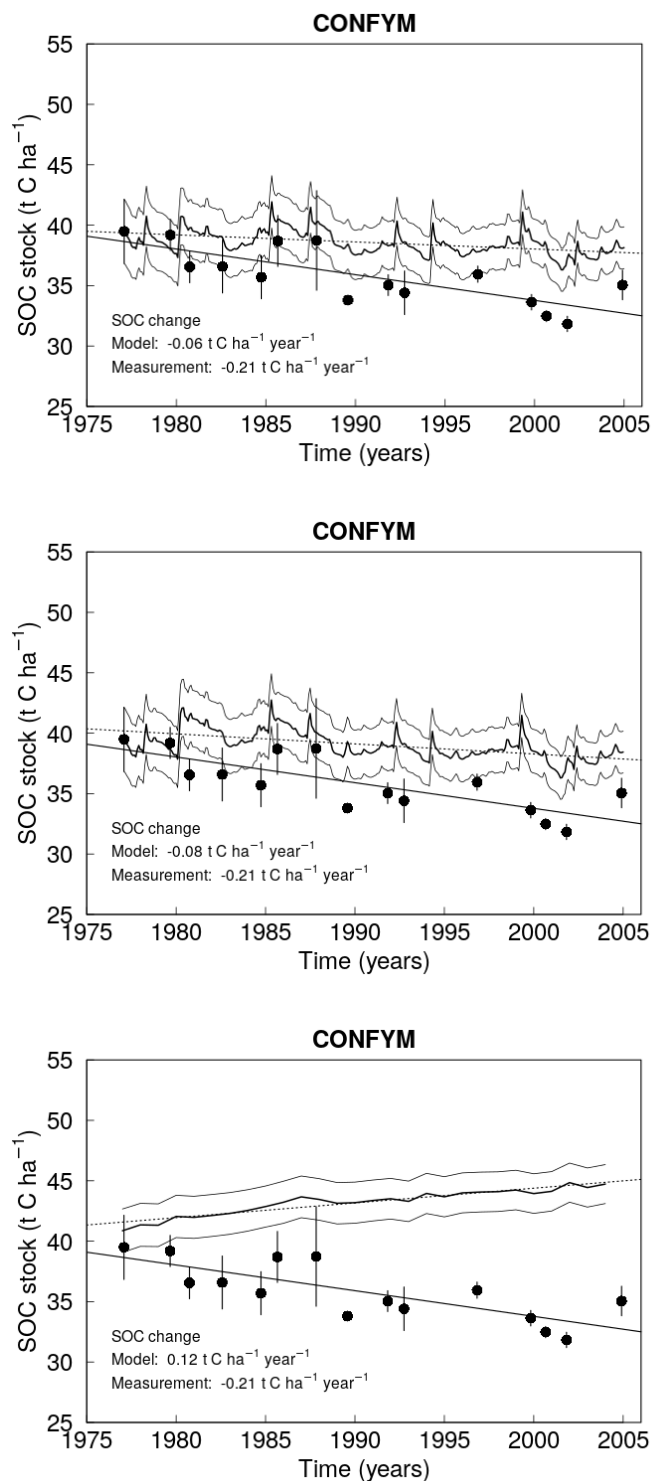 CONFYM
55
50
45
40
35
30
25
SOC stock (t C ha⁻¹)
SOC change
Model: -0.06 t C ha⁻¹ year⁻¹
Measurement: -0.21 t C ha⁻¹ year⁻¹
1975 1980 1985 1990 1995 2000 2005
Time (years)
CONFYM
55
50
45
40
35
30
25
SOC stock (t C ha⁻¹)
SOC change
Model: -0.08 t C ha⁻¹ year⁻¹
Measurement: -0.21 t C ha⁻¹ year⁻¹
1975 1980 1985 1990 1995 2000 2005
Time (years)
CONFYM
55
50
45
40
35
30
25
SOC stock (t C ha⁻¹)
SOC change
Model: 0.12 t C ha⁻¹ year⁻¹
Measurement: -0.21 t C ha⁻¹ year⁻¹
1975 1980 1985 1990 1995 2000 2005
Time (years)